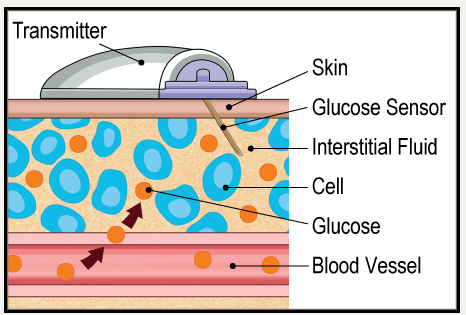 Transmitter
Skin
Glucose Sensor
Interstitial Fluid
Cell
Glucose
Blood Vessel